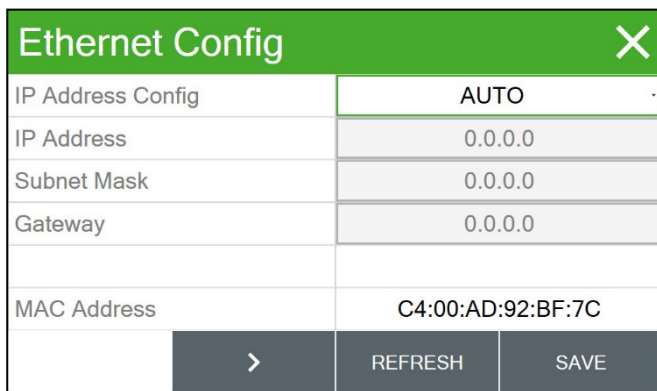 Ethernet Config
IP Address Config AUTO
IP Address 0.0.0.0
Subnet Mask 0.0.0.0
Gateway 0.0.0.0
MAC Address C4:00:AD:92:BF:7C
> REFRESH SAVE